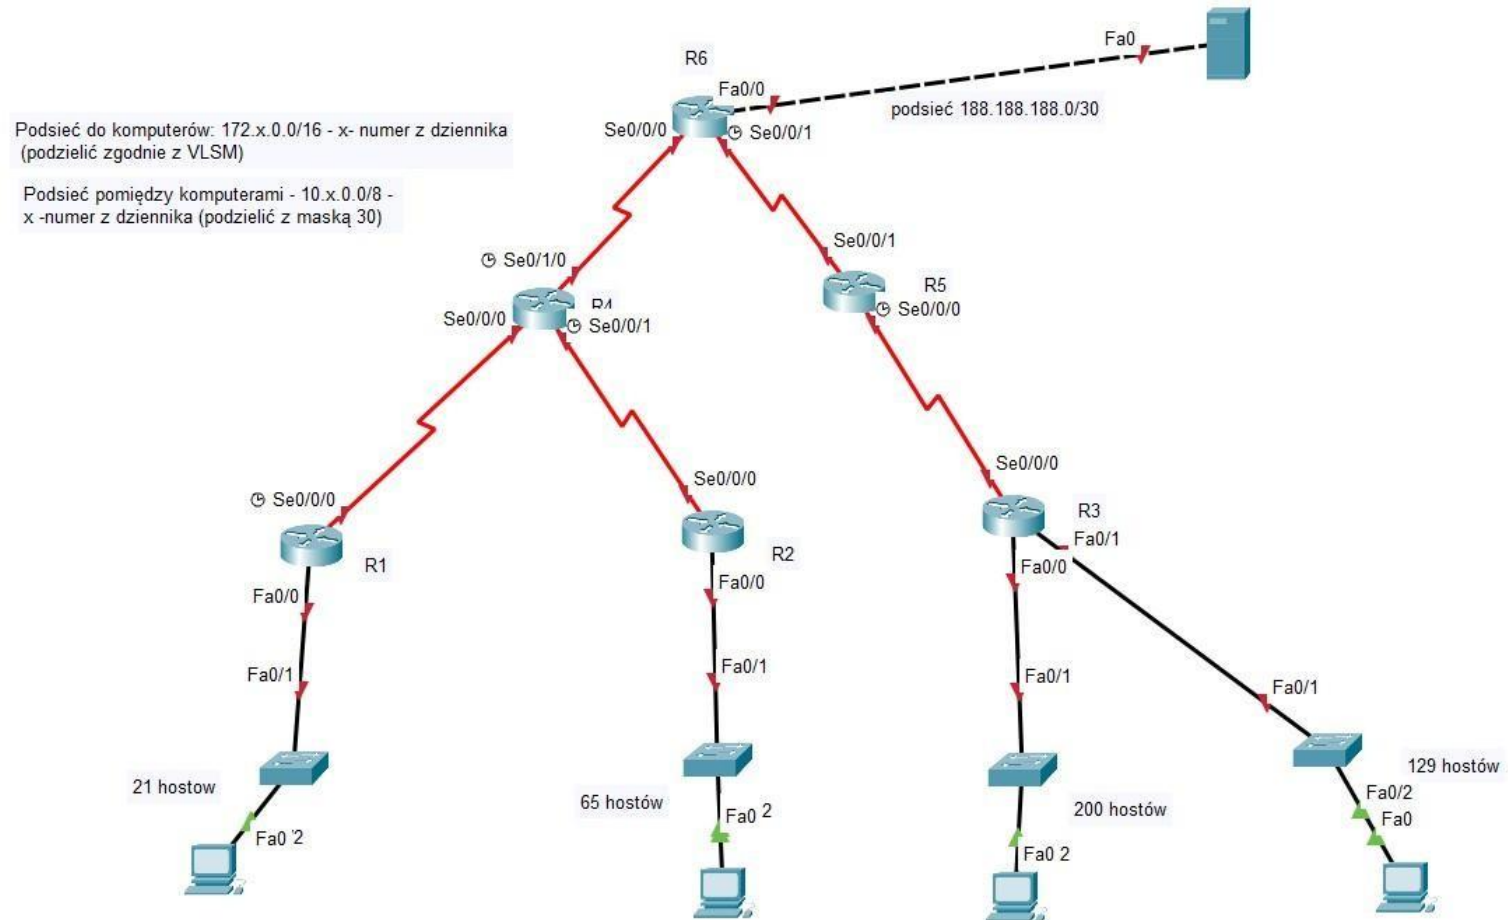 Fa0
R6
Fa0/0
podsieć 188.188.188.0/30
Podsieć do komputerów: 172.x.0.0/16 - x- numer z dziennika
(podzielić zgodnie z VLSM)
Se0/0/0
Se0/0/1
Podsieć pomiędzy komputerami - 10.x.0.0/8 -
x -numer z dziennika (podzielić z maską 30)
Se0/0/1
Se0/1/0
R5
R4
Se0/0/0
Se0/0/0
Se0/0/1
Se0/0/0
Se0/0/0
Se0/0/0
R3
Fa0/1
R2
R1
Fa0/0
Fa0/0
Fa0/0
Fa0/1
Fa0/1
Fa0/1
Fa0/1
129 hostów
21 hostow
65 hostów
200 hostów
Fa0/2
Fa0
Fa0 2
Fa0 2
Fa0 2